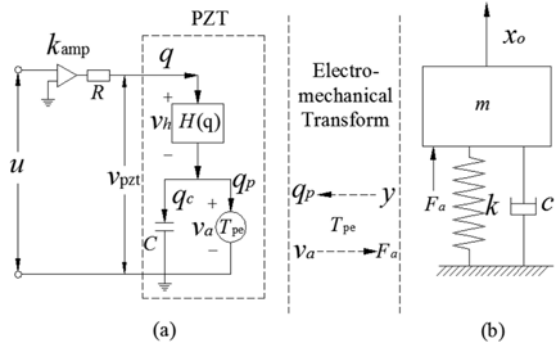 PZT
k_amp
R
q
u
v_pzt
+
v_h
H(q)
−
q_c
q_p
C
+
v_a
T_pe
−
Electro-
mechanical
Transform
q_p
y
T_pe
v_a
F_a
x_o
m
F_a
k
c
(a)
(b)